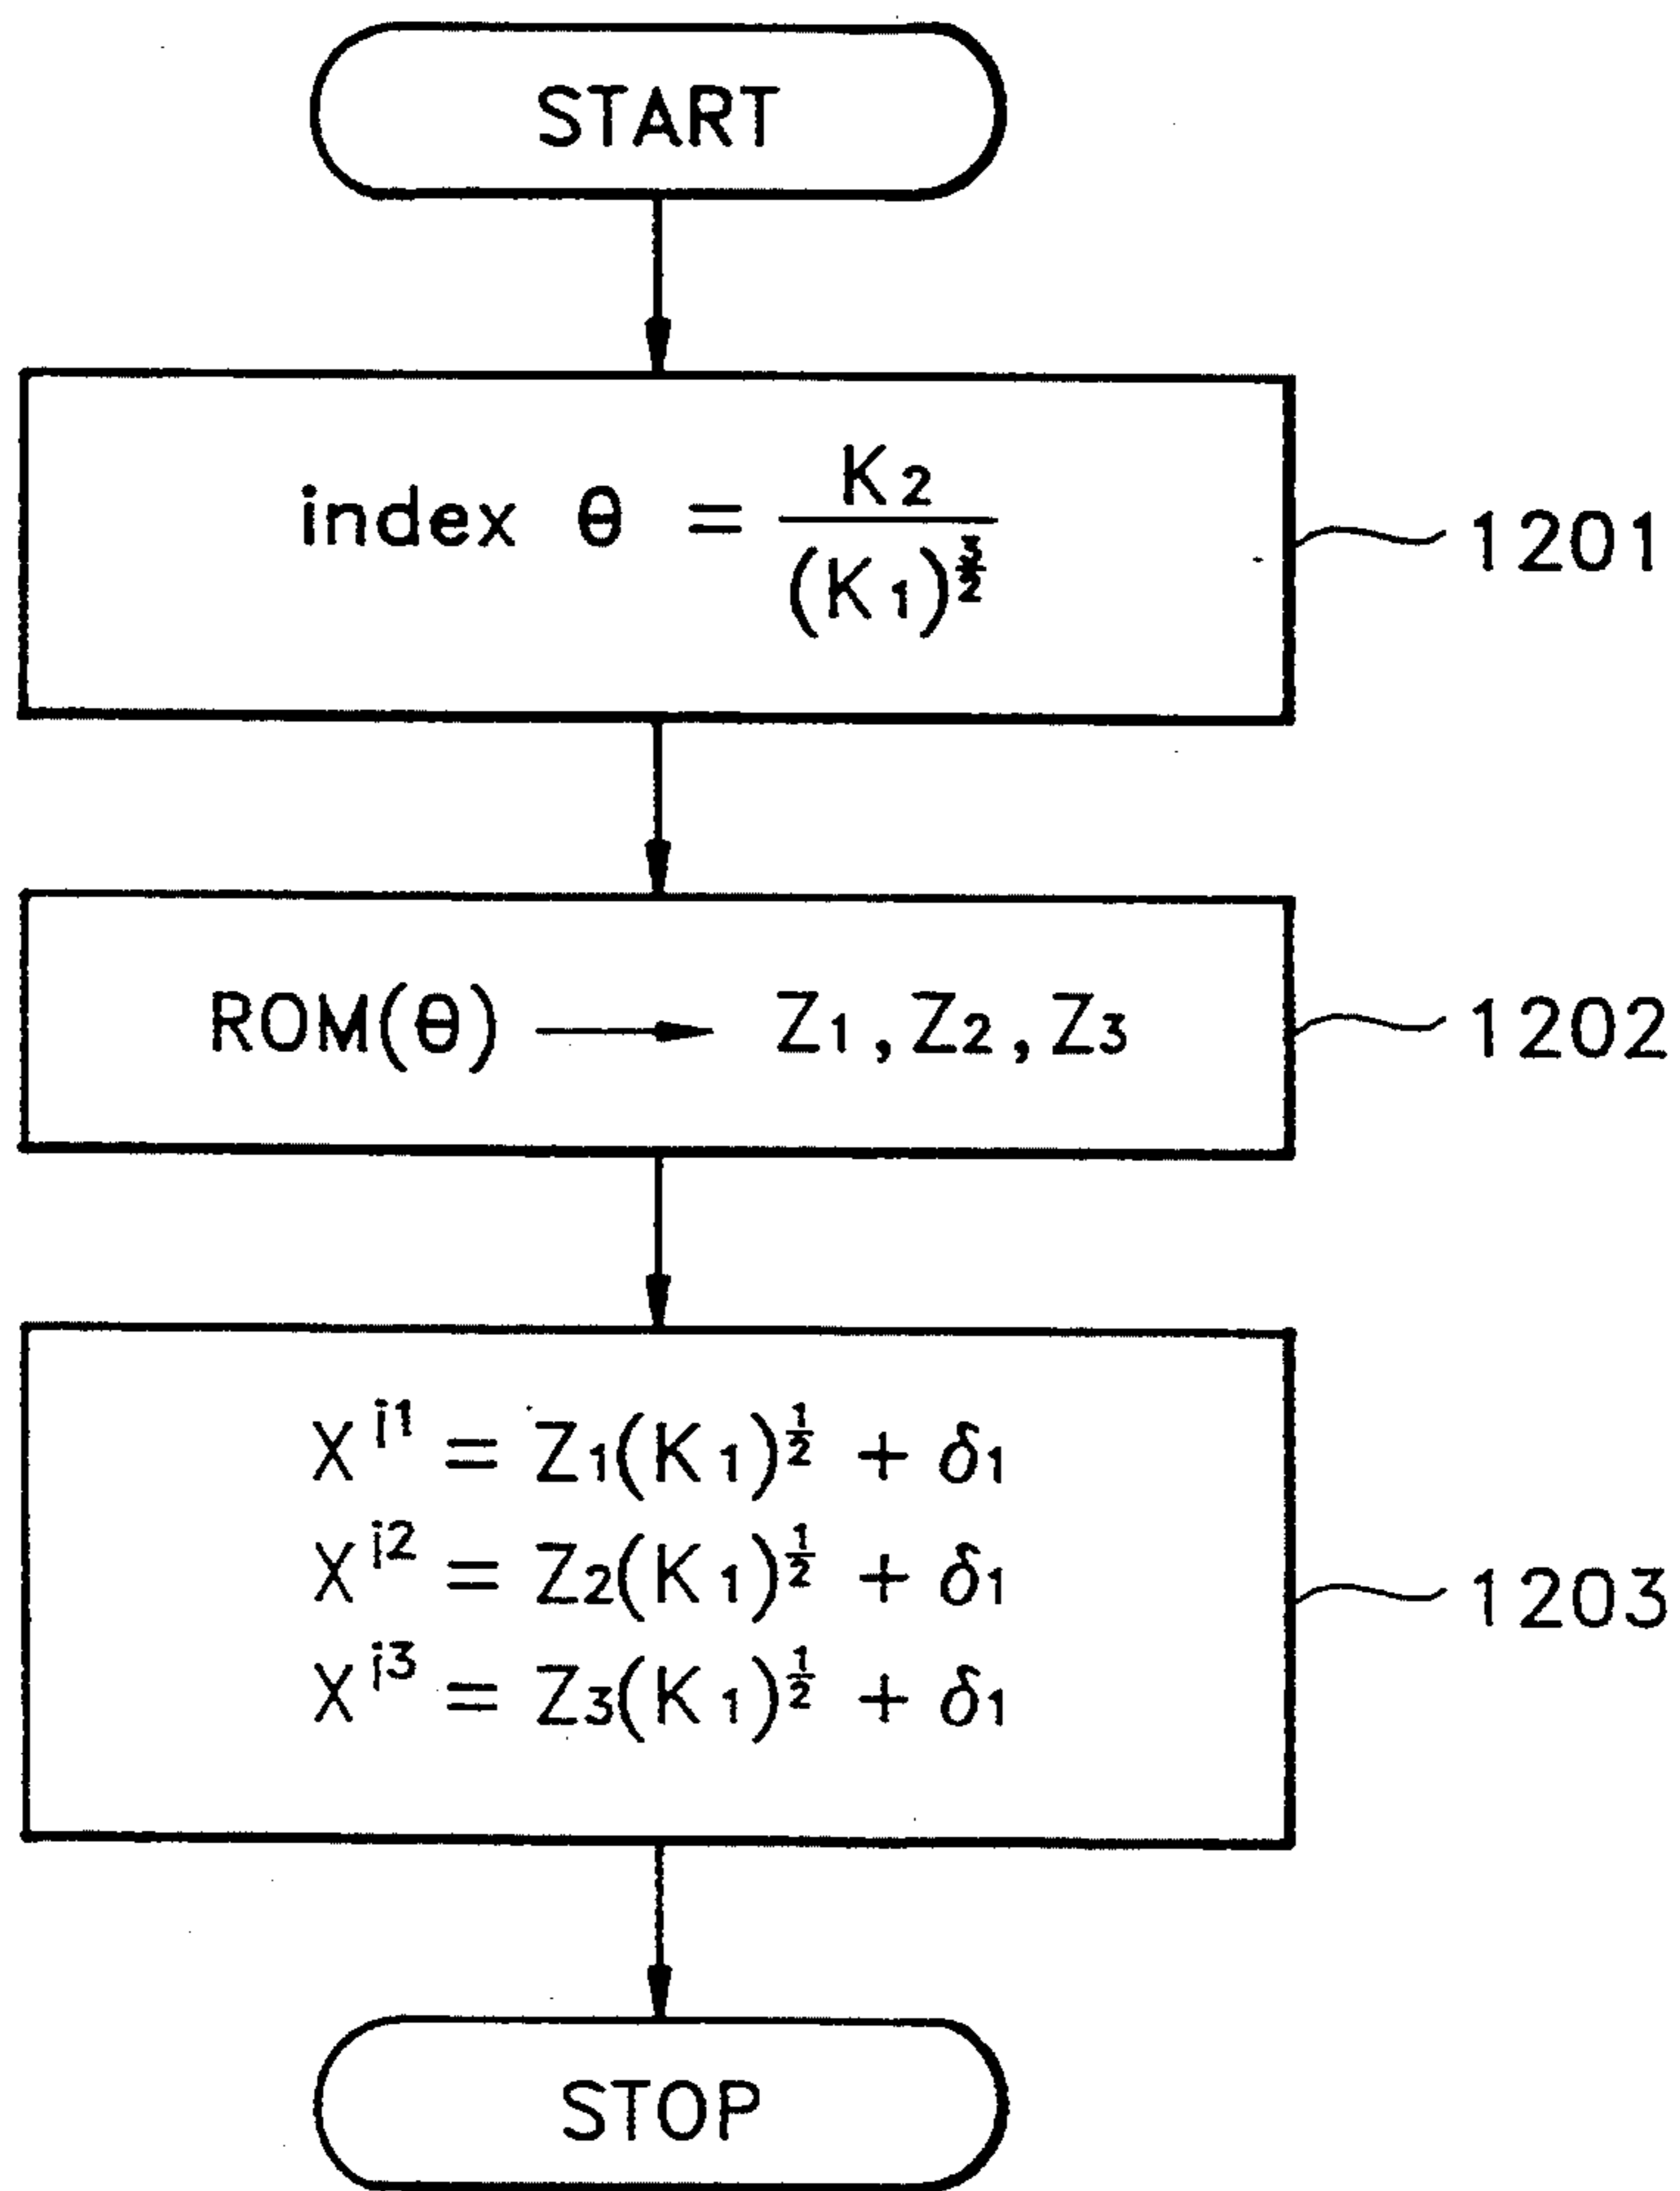 START
index θ = K₂ / (K₁)^(3/2)
1201
ROM(θ) → Z₁, Z₂, Z₃
1202
X^i1 = Z₁(K₁)^(1/2) + δ₁
X^i2 = Z₂(K₁)^(1/2) + δ₁
X^i3 = Z₃(K₁)^(1/2) + δ₁
1203
STOP